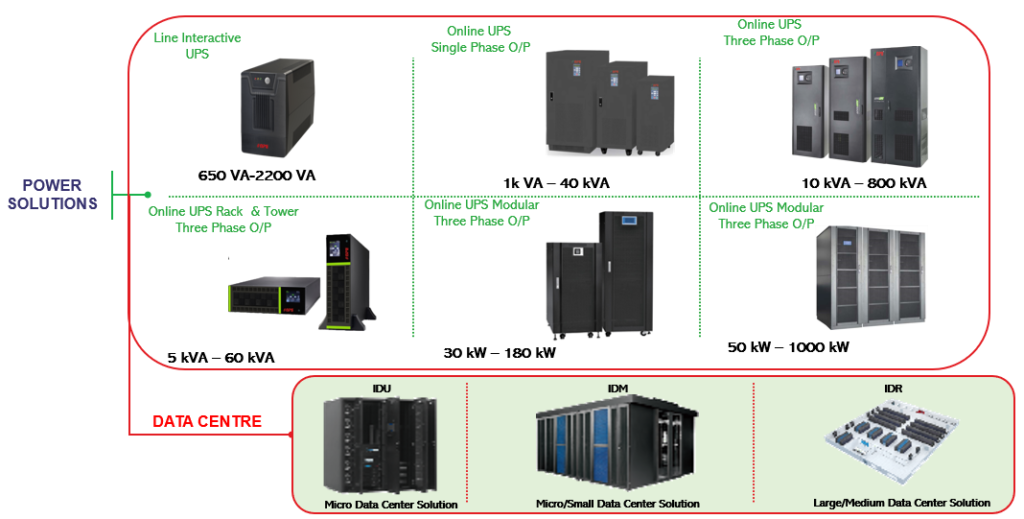 Line Interactive
UPS
650 VA-2200 VA
Online UPS
Single Phase O/P
1k VA – 40 kVA
Online UPS
Three Phase O/P
10 kVA – 800 kVA
POWER
SOLUTIONS
Online UPS Rack & Tower
Three Phase O/P
5 kVA – 60 kVA
Online UPS Modular
Three Phase O/P
30 kW – 180 kW
Online UPS Modular
Three Phase O/P
50 kW – 1000 kW
DATA CENTRE
IDU
Micro Data Center Solution
IDM
Micro/Small Data Center Solution
IDR
Large/Medium Data Center Solution